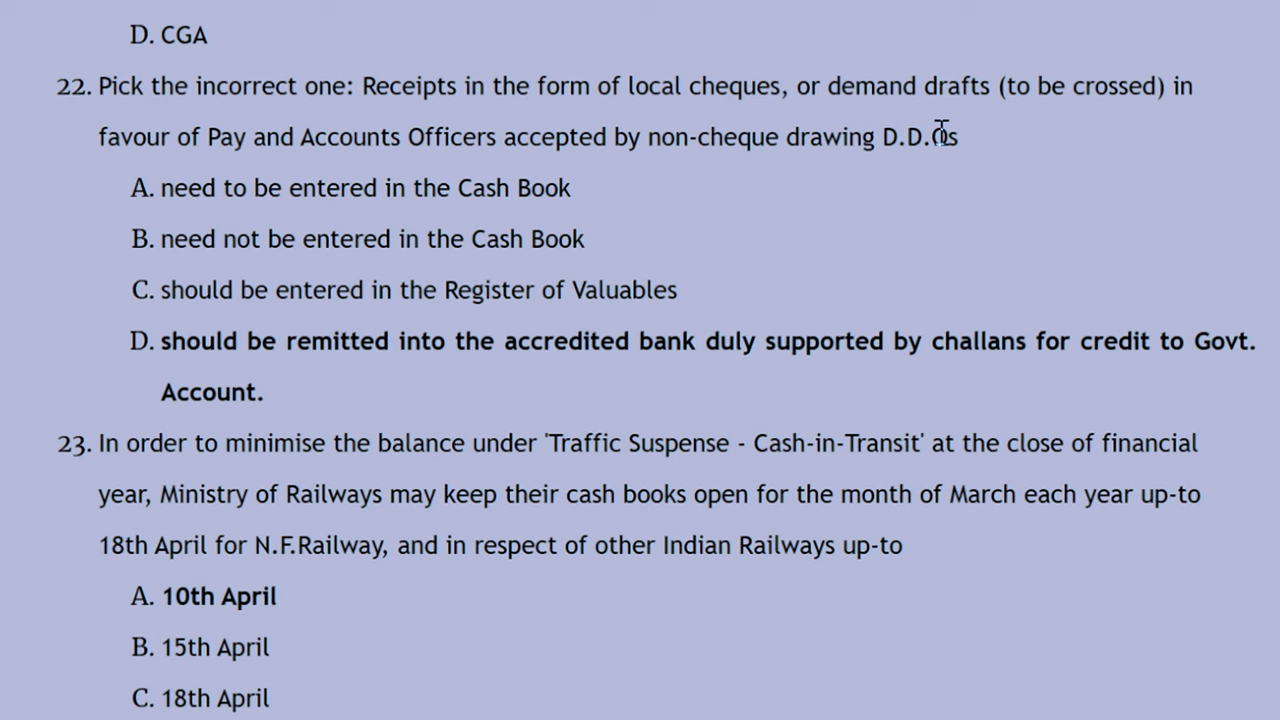 D. CGA
22. Pick the incorrect one: Receipts in the form of local cheques, or demand drafts (to be crossed) in
favour of Pay and Accounts Officers accepted by non-cheque drawing D.D.Os
A. need to be entered in the Cash Book
B. need not be entered in the Cash Book
C. should be entered in the Register of Valuables
D. should be remitted into the accredited bank duly supported by challans for credit to Govt.
Account.
23. In order to minimise the balance under 'Traffic Suspense - Cash-in-Transit' at the close of financial
year, Ministry of Railways may keep their cash books open for the month of March each year up-to
18th April for N.F.Railway, and in respect of other Indian Railways up-to
A. 10th April
B. 15th April
C. 18th April